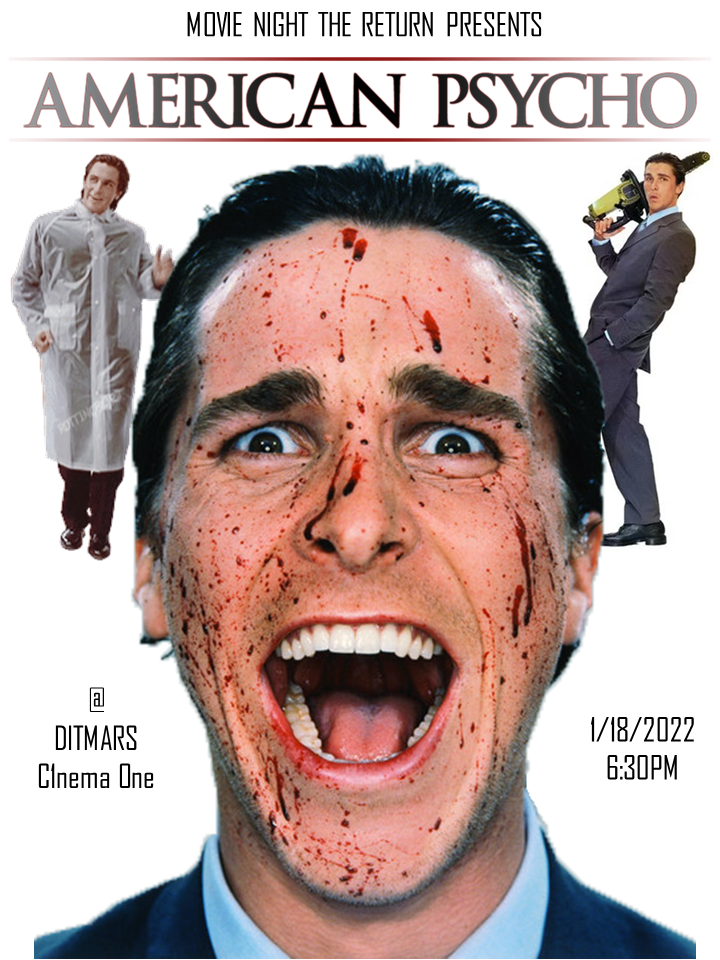 MOVIE NIGHT THE RETURN PRESENTS
AMERICAN PSYCHO
@
DITMARS
CInema One
1/18/2022
6:30PM